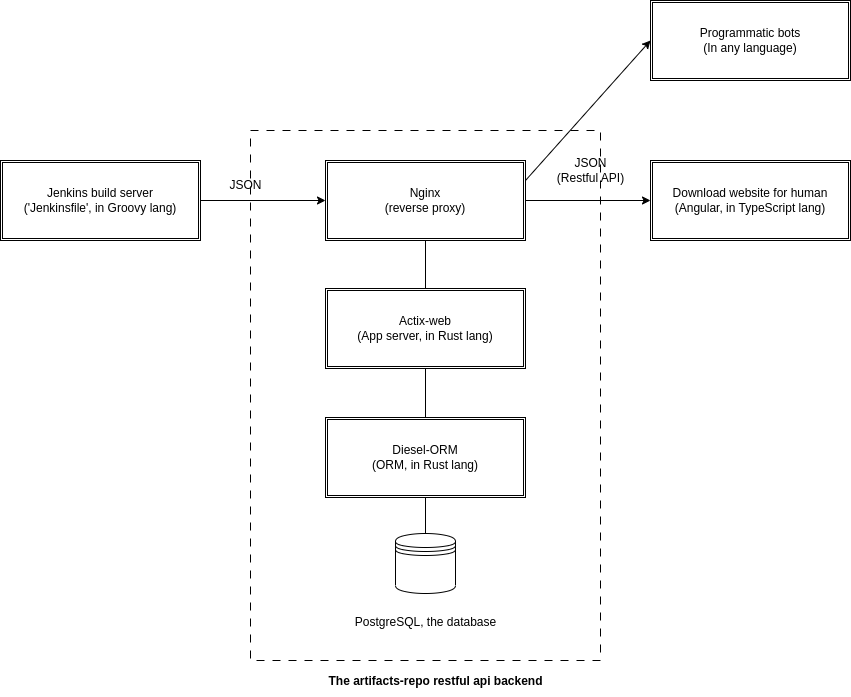 Programmatic bots
(In any language)
Jenkins build server
('Jenkinsfile', in Groovy lang)
JSON
Nginx
(reverse proxy)
JSON
(Restful API)
Download website for human
(Angular, in TypeScript lang)
Actix-web
(App server, in Rust lang)
Diesel-ORM
(ORM, in Rust lang)
PostgreSQL, the database
The artifacts-repo restful api backend